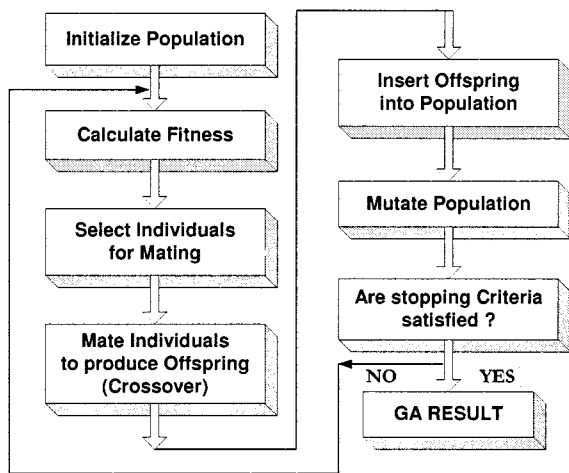 Initialize Population
Calculate Fitness
Select Individuals
for Mating
Mate Individuals
to produce Offspring
(Crossover)
Insert Offspring
into Population
Mutate Population
Are stopping Criteria
satisfied ?
NO YES
GA RESULT